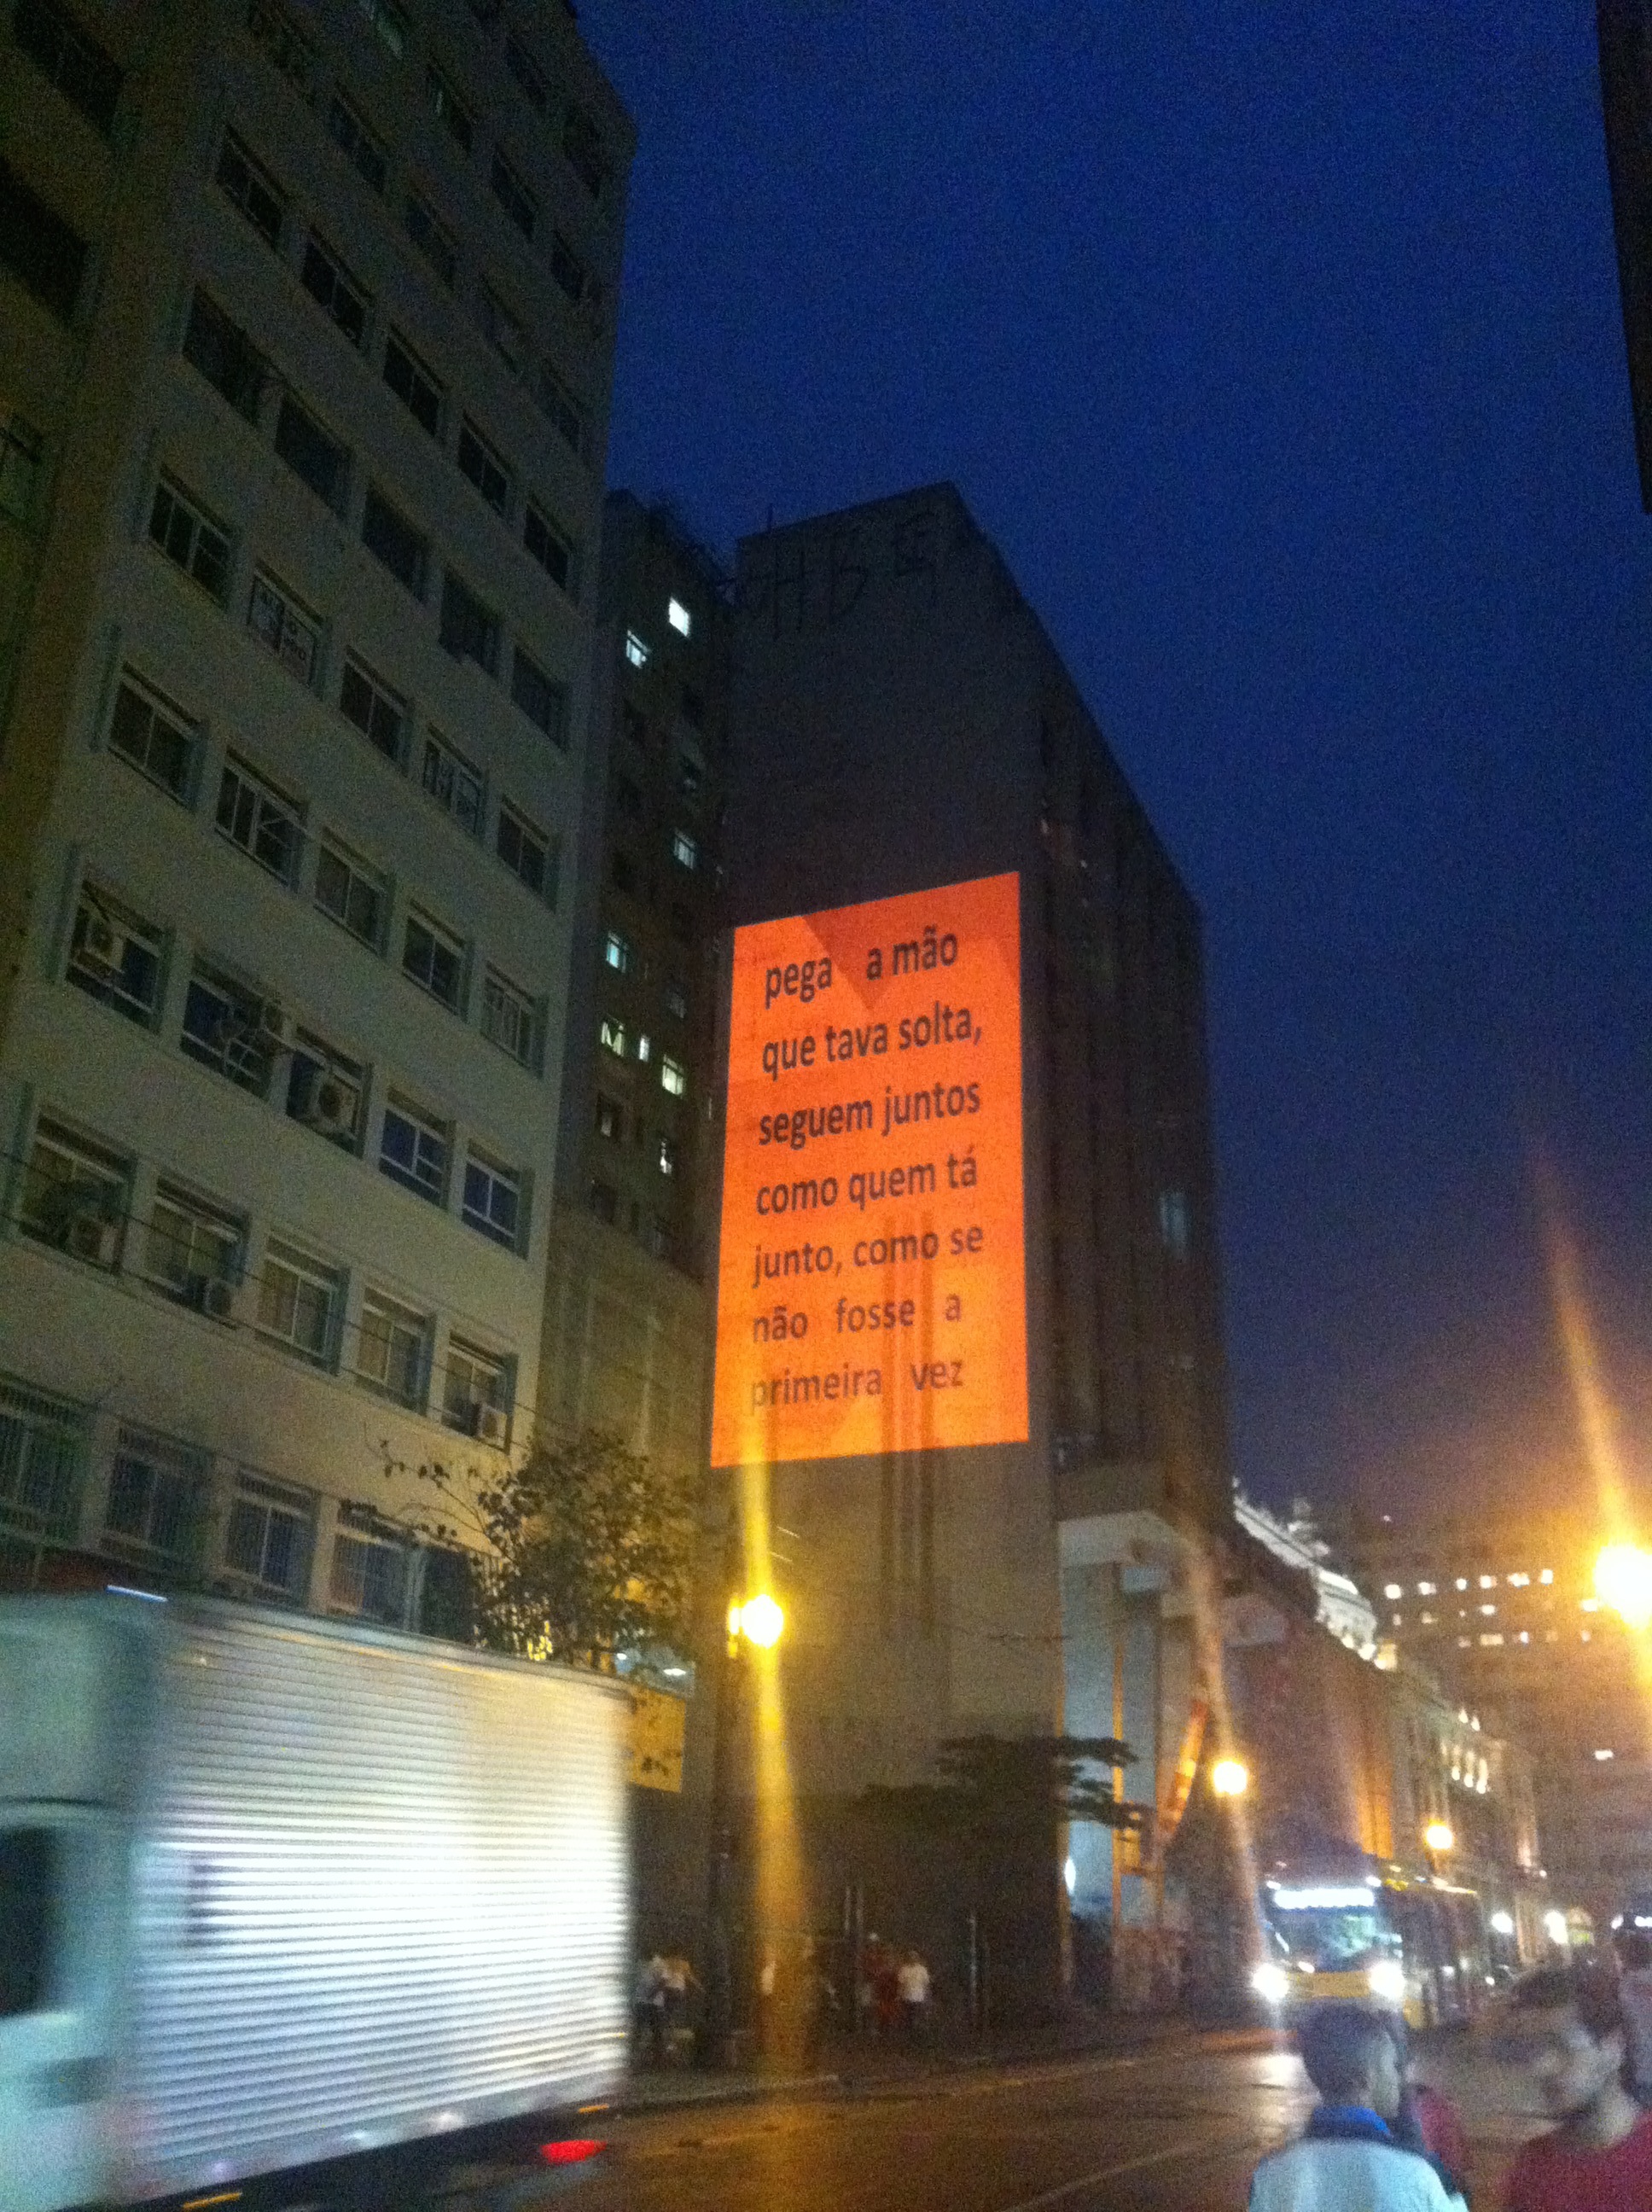 pega a mão
que tava solta,
seguem juntos
como quem tá
junto, como se
não fosse a
primeira vez